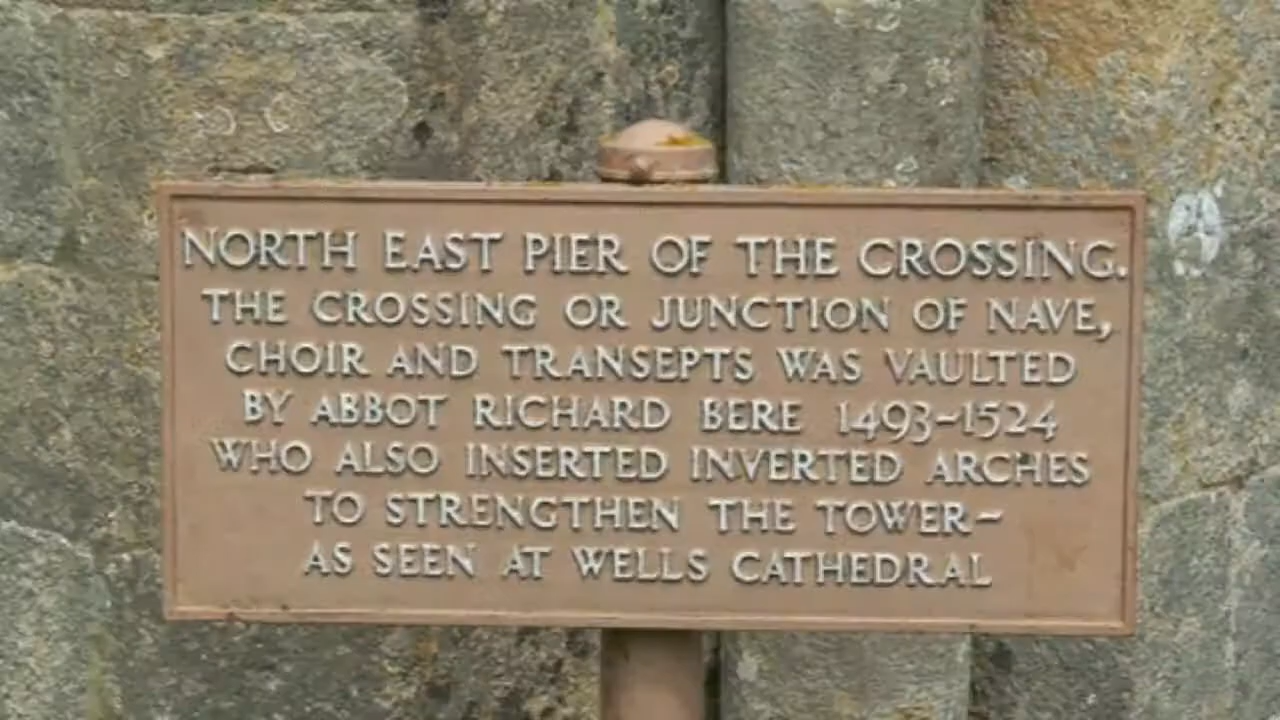 NORTH EAST PIER OF THE CROSSING.
THE CROSSING OR JUNCTION OF NAVE,
CHOIR AND TRANSEPTS WAS VAULTED
BY ABBOT RICHARD BERE 1493-1524
WHO ALSO INSERTED INVERTED ARCHES
TO STRENGTHEN THE TOWER-
AS SEEN AT WELLS CATHEDRAL